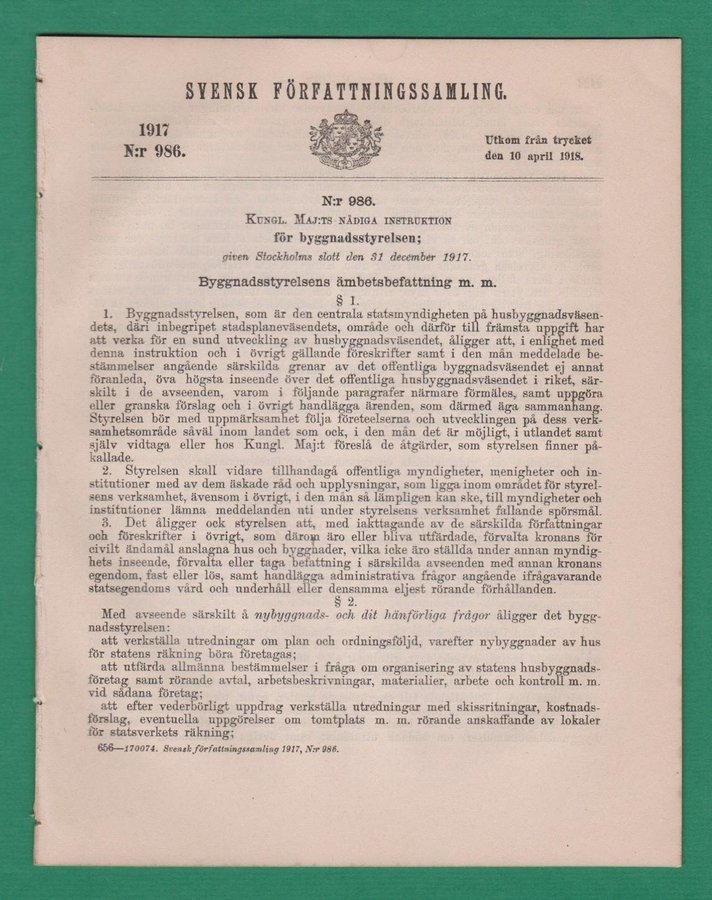 SVENSK FÖRFATTNINGSSAMLING.
1917
N:r 986.
Utkom från trycket
den 10 april 1918.
N:r 986.
KUNGL. MAJ:TS NÅDIGA INSTRUKTION
för byggnadsstyrelsen;
given Stockholms slott den 31 december 1917.
Byggnadsstyrelsens ämbetsbefattning m. m.
§ 1.
1. Byggnadsstyrelsen, som är den centrala statsmyndigheten på husbyggnadsväsen-
dets, däri inbegripet stadsplaneväsendets, område och därför till främsta uppgift har
att verka för en sund utveckling av husbyggnadsväsendet, åligger att, i enlighet med
denna instruktion och i övrigt gällande föreskrifter samt i den mån meddelade be-
stämmelser angående särskilda grenar av det offentliga byggnadsväsendet ej annat
föranleda, öva högsta inseende över det offentliga husbyggnadsväsendet i riket, sär-
skilt i de avseenden, varom i följande paragrafer närmare förmäles, samt uppgöra
eller granska förslag och i övrigt handlägga ärenden, som därmed äga sammanhang.
Styrelsen bör med uppmärksamhet följa företeelserna och utvecklingen på dess verk-
samhetsområde såväl inom landet som ock, i den mån det är möjligt, i utlandet samt
själv vidtaga eller hos Kungl. Maj:t föreslå de åtgärder, som styrelsen finner på-
kallade.
2. Styrelsen skall vidare tillhandagå offentliga myndigheter, menigheter och in-
stitutioner med av dem äskade råd och upplysningar, som ligga inom området för styrel-
sens verksamhet, ävensom i övrigt, i den mån så lämpligen kan ske, till myndigheter och
institutioner lämna meddelanden uti under styrelsens verksamhet fallande spörsmål.
3. Det åligger ock styrelsen att, med iakttagande av de särskilda författningar
och föreskrifter i övrigt, som därom äro eller bliva utfärdade, förvalta kronans för
civilt ändamål anslagna hus och byggnader, vilka icke äro ställda under annan myndig-
hets inseende, förvalta eller taga befattning i särskilda avseenden med annan kronans
egendom, fast eller lös, samt handlägga administrativa frågor angående ifrågavarande
statsegendoms vård och underhåll eller densamma eljest rörande förhållanden.
§ 2.
Med avseende särskilt å nybyggnads- och dit hänförliga frågor åligger det bygg-
nadsstyrelsen:
att verkställa utredningar om plan och ordningsföljd, varefter nybyggnader av hus
för statens räkning böra företagas;
att utfärda allmänna bestämmelser i fråga om organisering av statens husbyggnads-
företag samt rörande avtal, arbetsbeskrivningar, materialier, arbete och kontroll m. m.
vid sådana företag;
att efter vederbörligt uppdrag verkställa utredningar med skissritningar, kostnads-
förslag, eventuella uppgörelser om tomtplats m. m. rörande anskaffande av lokaler
för statsverkets räkning;
656—170074. Svensk författningssamling 1917, N:r 986.